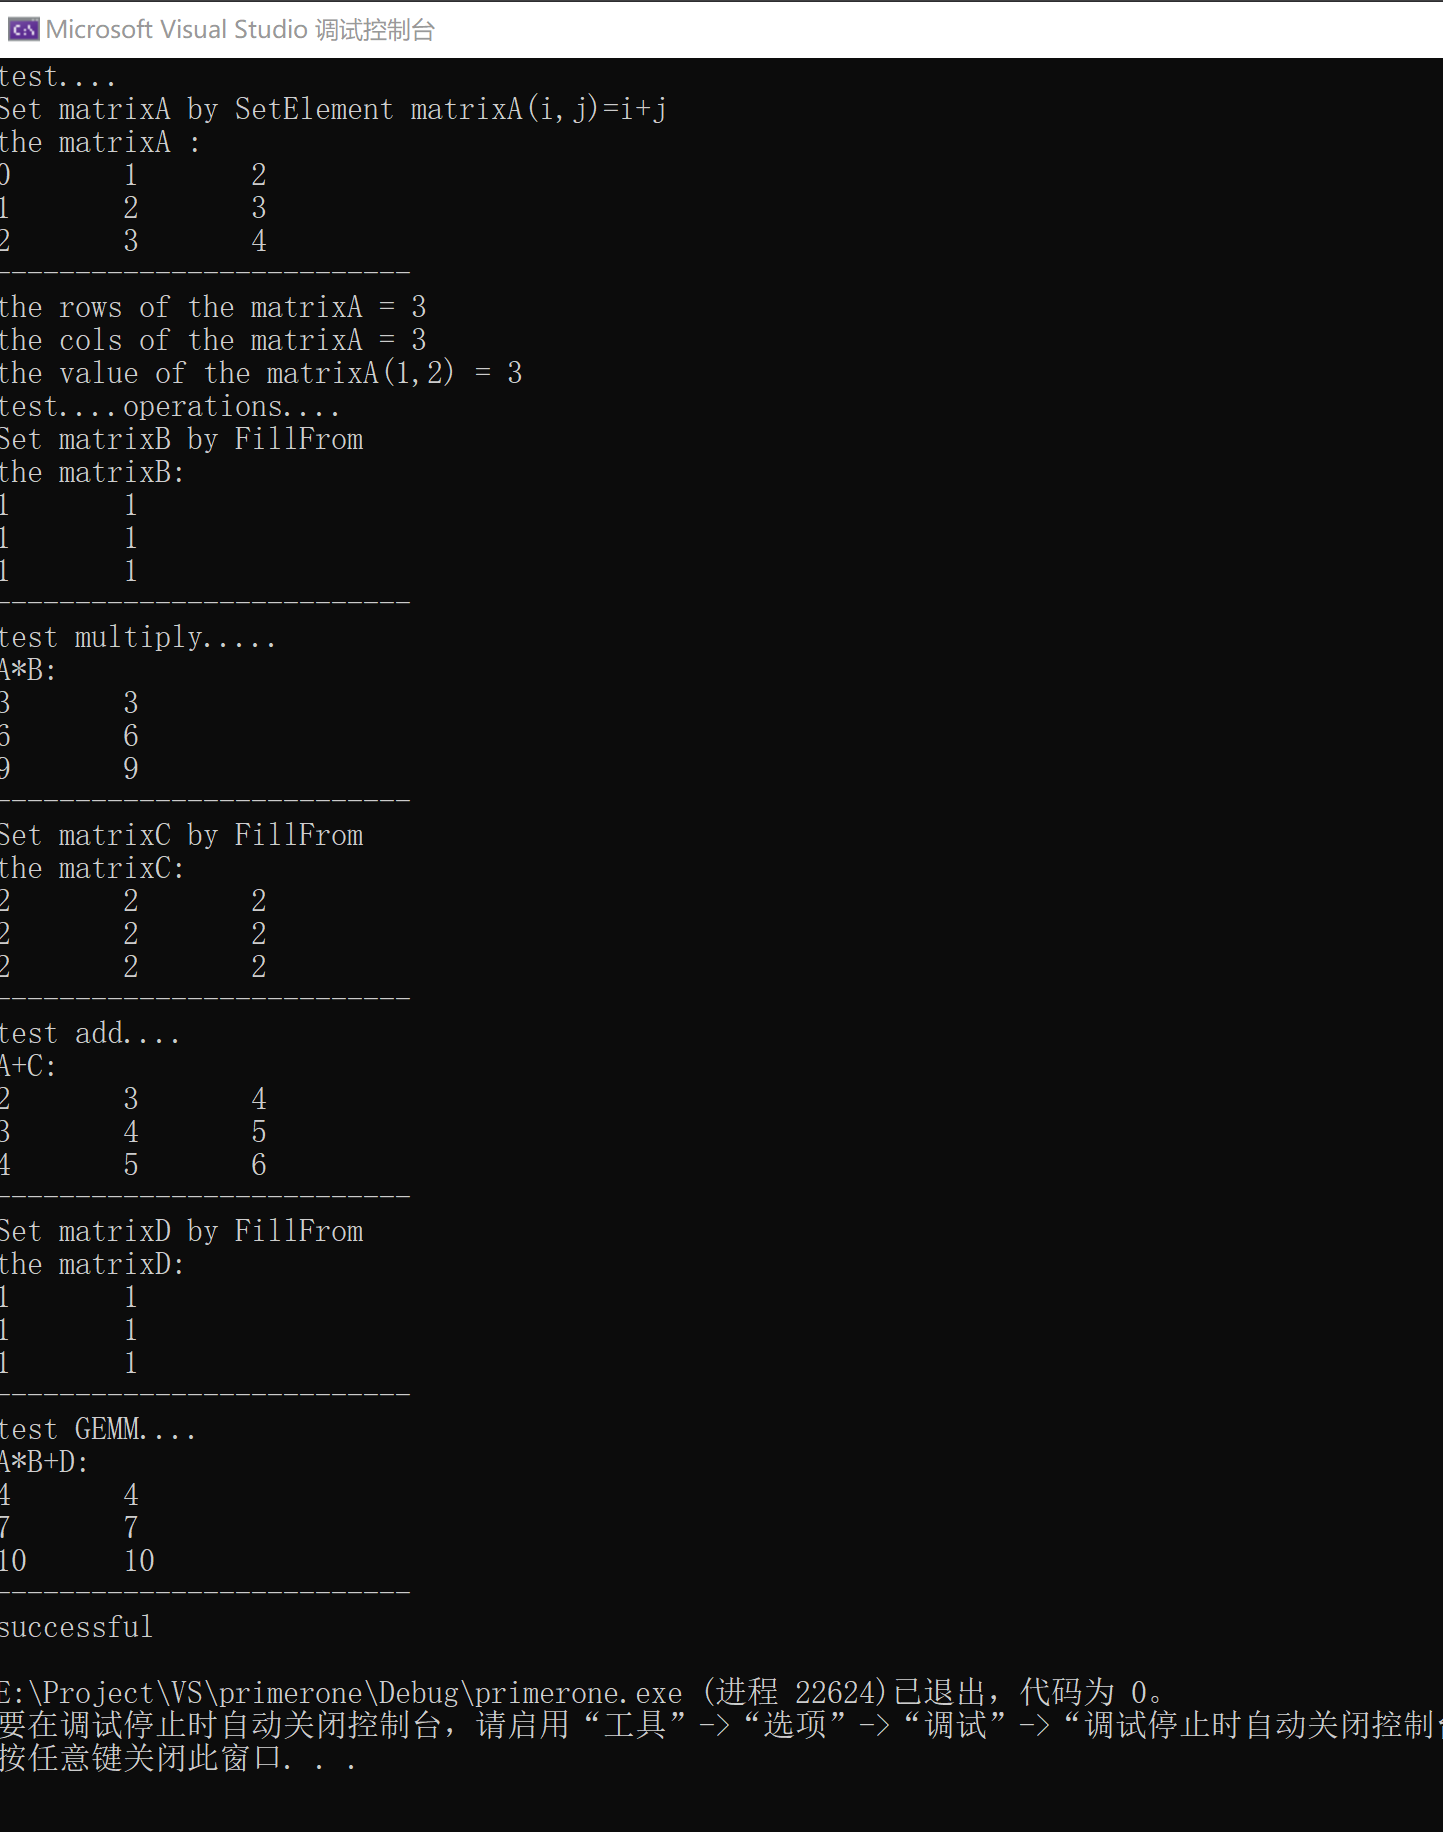 Microsoft Visual Studio 调试控制台
test....
Set matrixA by SetElement matrixA(i,j)=i+j
the matrixA :
0 1 2
1 2 3
2 3 4
--------------------------
the rows of the matrixA = 3
the cols of the matrixA = 3
the value of the matrixA(1,2) = 3
test....operations....
Set matrixB by FillFrom
the matrixB:
1 1
1 1
1 1
--------------------------
test multiply.....
A*B:
3 3
6 6
9 9
--------------------------
Set matrixC by FillFrom
the matrixC:
2 2 2
2 2 2
2 2 2
--------------------------
test add....
A+C:
2 3 4
3 4 5
4 5 6
--------------------------
Set matrixD by FillFrom
the matrixD:
1 1
1 1
1 1
--------------------------
test GEMM....
A*B+D:
4 4
7 7
10 10
--------------------------
successful
E:\Project\VS\primerone\Debug\primerone.exe (进程 22624)已退出，代码为 0。
要在调试停止时自动关闭控制台，请启用“工具”->“选项”->“调试”->“调试停止时自动关闭控制台
按任意键关闭此窗口. . .